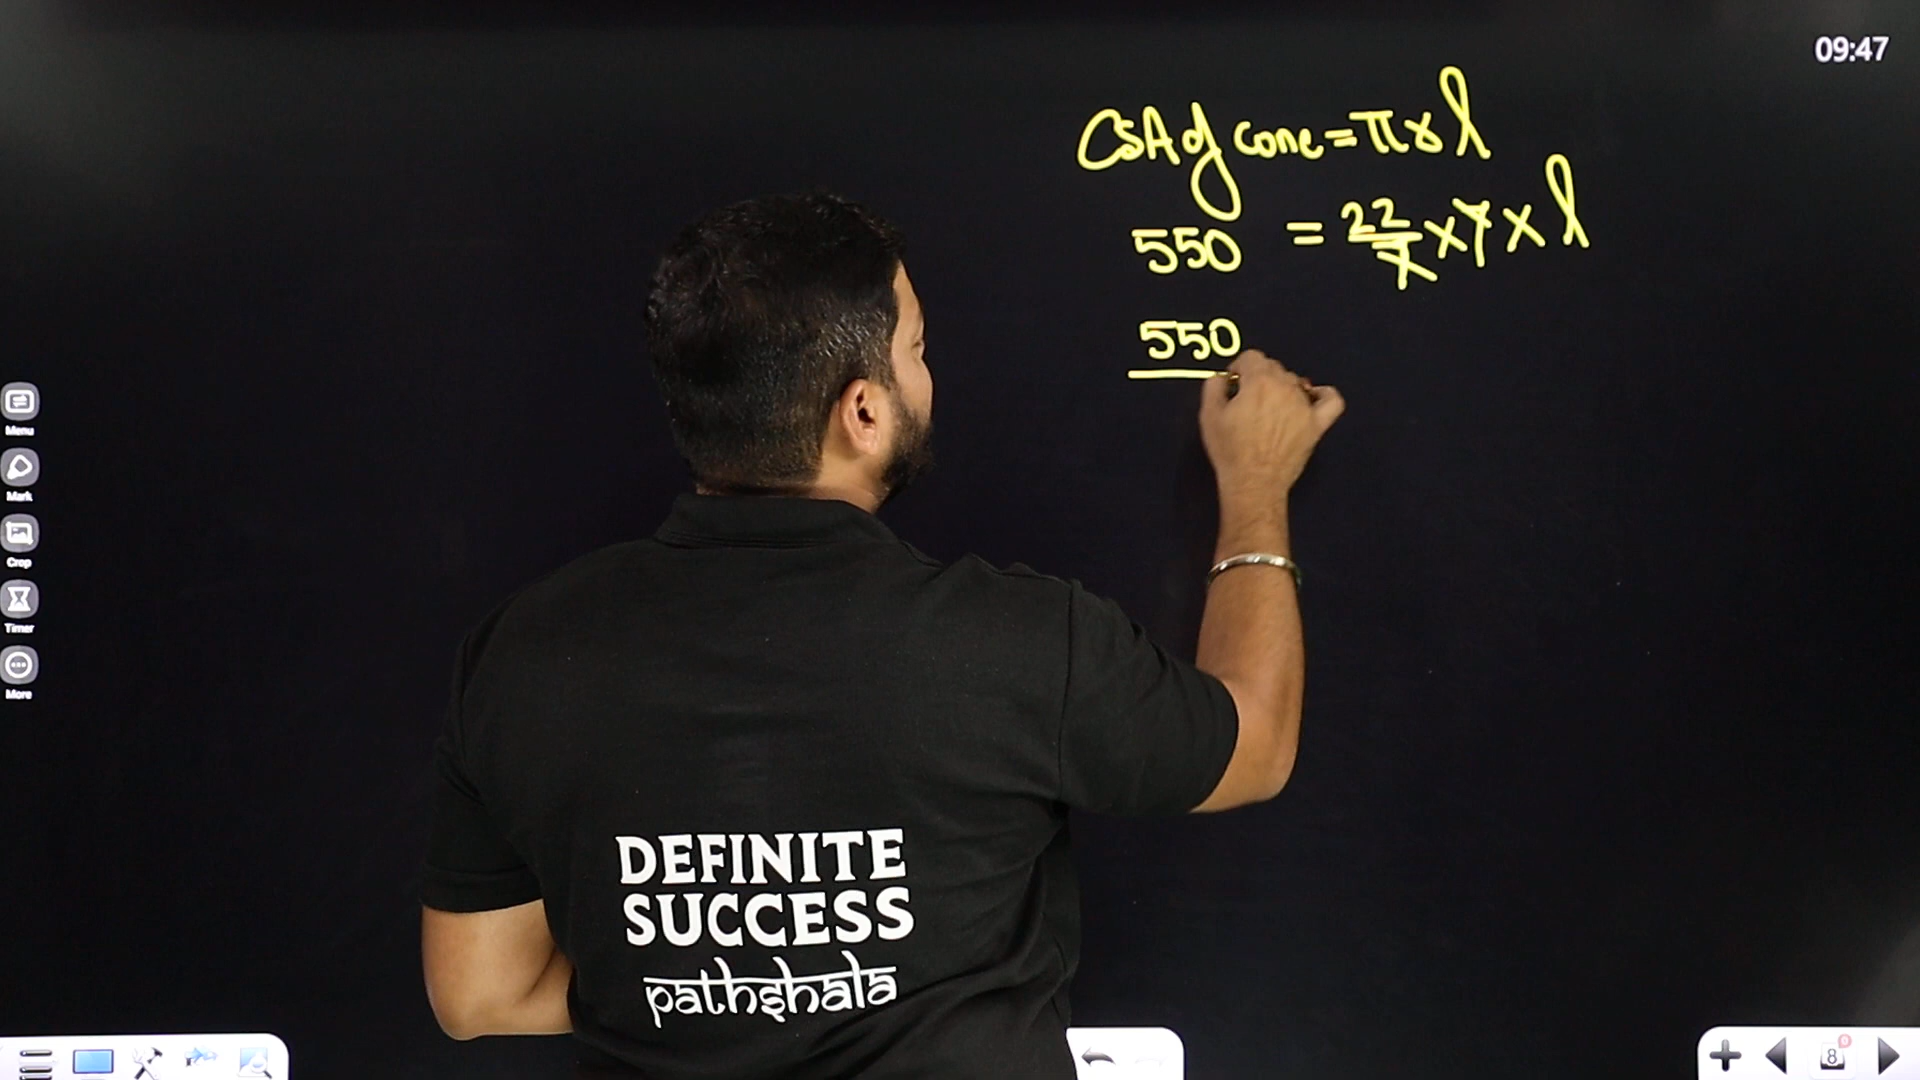 09:47
CSA of cone = πrl
550 = 22/7 × 7 × l
550
Menu
Mark
Crop
Timer
More
DEFINITE
SUCCESS
pathshala
8
0